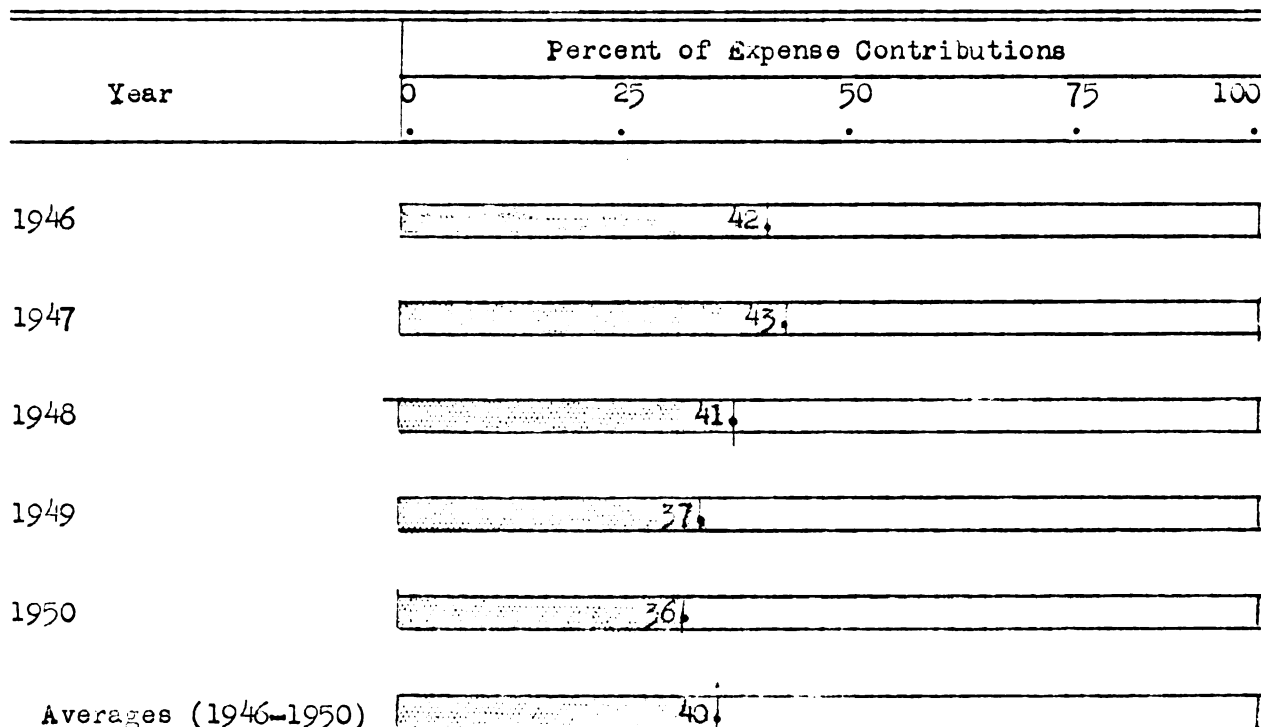 Percent of Expense Contributions
Year 0 25 50 75 100
1946 42
1947 43
1948 41
1949 37
1950 36
Averages (1946-1950) 40